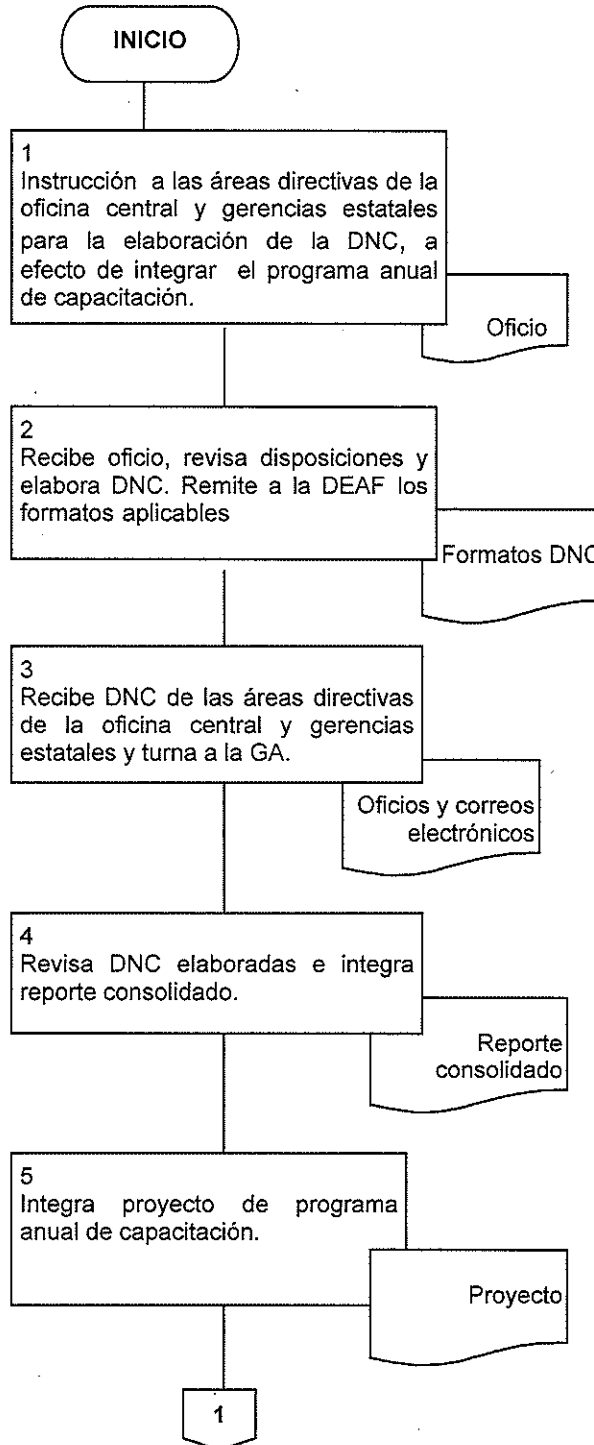 INICIO
1
Instrucción a las áreas directivas de la
oficina central y gerencias estatales
para la elaboración de la DNC, a
efecto de integrar el programa anual
de capacitación.
Oficio
2
Recibe oficio, revisa disposiciones y
elabora DNC. Remite a la DEAF los
formatos aplicables
Formatos DNC
3
Recibe DNC de las áreas directivas
de la oficina central y gerencias
estatales y turna a la GA.
Oficios y correos
electrónicos
4
Revisa DNC elaboradas e integra
reporte consolidado.
Reporte
consolidado
5
Integra proyecto de programa
anual de capacitación.
Proyecto
1